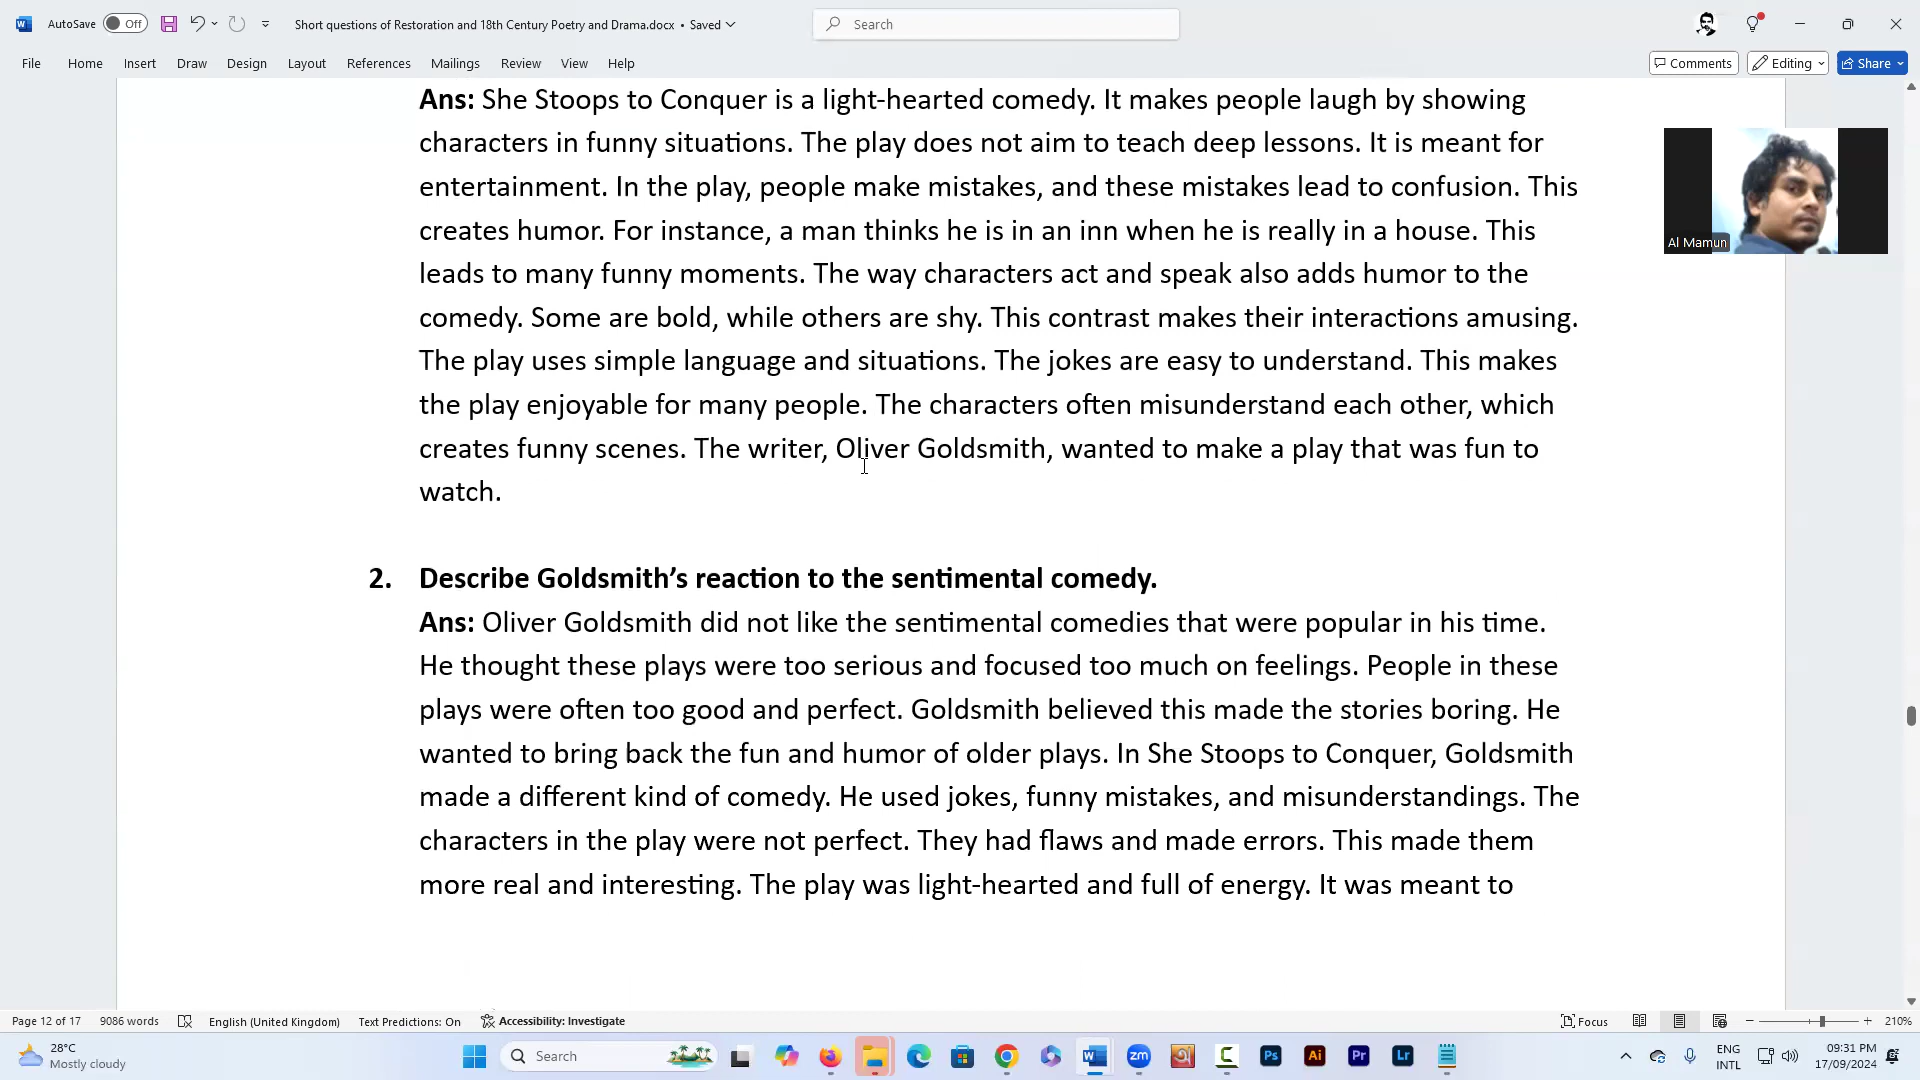 AutoSave Off Short questions of Restoration and 18th Century Poetry and Drama.docx • Saved Search
File Home Insert Draw Design Layout References Mailings Review View Help Comments Editing Share
Ans: She Stoops to Conquer is a light-hearted comedy. It makes people laugh by showing
characters in funny situations. The play does not aim to teach deep lessons. It is meant for
entertainment. In the play, people make mistakes, and these mistakes lead to confusion. This
creates humor. For instance, a man thinks he is in an inn when he is really in a house. This
leads to many funny moments. The way characters act and speak also adds humor to the
comedy. Some are bold, while others are shy. This contrast makes their interactions amusing.
The play uses simple language and situations. The jokes are easy to understand. This makes
the play enjoyable for many people. The characters often misunderstand each other, which
creates funny scenes. The writer, Oliver Goldsmith, wanted to make a play that was fun to
watch.
Al Mamun
2. Describe Goldsmith's reaction to the sentimental comedy.
Ans: Oliver Goldsmith did not like the sentimental comedies that were popular in his time.
He thought these plays were too serious and focused too much on feelings. People in these
plays were often too good and perfect. Goldsmith believed this made the stories boring. He
wanted to bring back the fun and humor of older plays. In She Stoops to Conquer, Goldsmith
made a different kind of comedy. He used jokes, funny mistakes, and misunderstandings. The
characters in the play were not perfect. They had flaws and made errors. This made them
more real and interesting. The play was light-hearted and full of energy. It was meant to
Page 12 of 17 9086 words English (United Kingdom) Text Predictions: On Accessibility: Investigate Focus 210%
28°C
Mostly cloudy
Search
zm
Ps
Ai
Pr
Lr
ENG
INTL
09:31 PM
17/09/2024